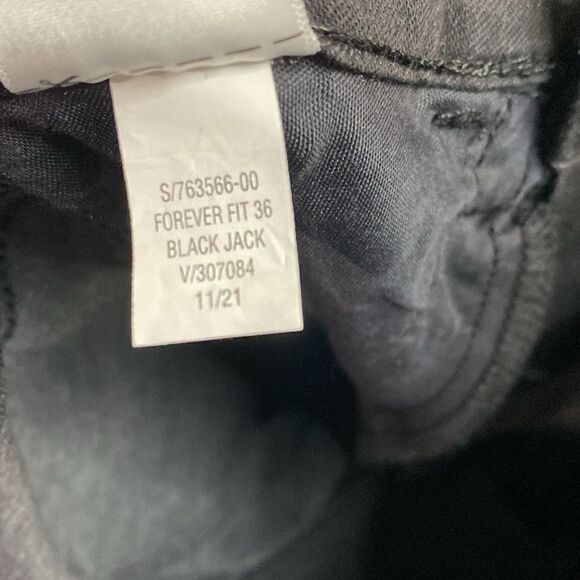 S/763566-00
FOREVER FIT 36
BLACK JACK
V/307084
11/21